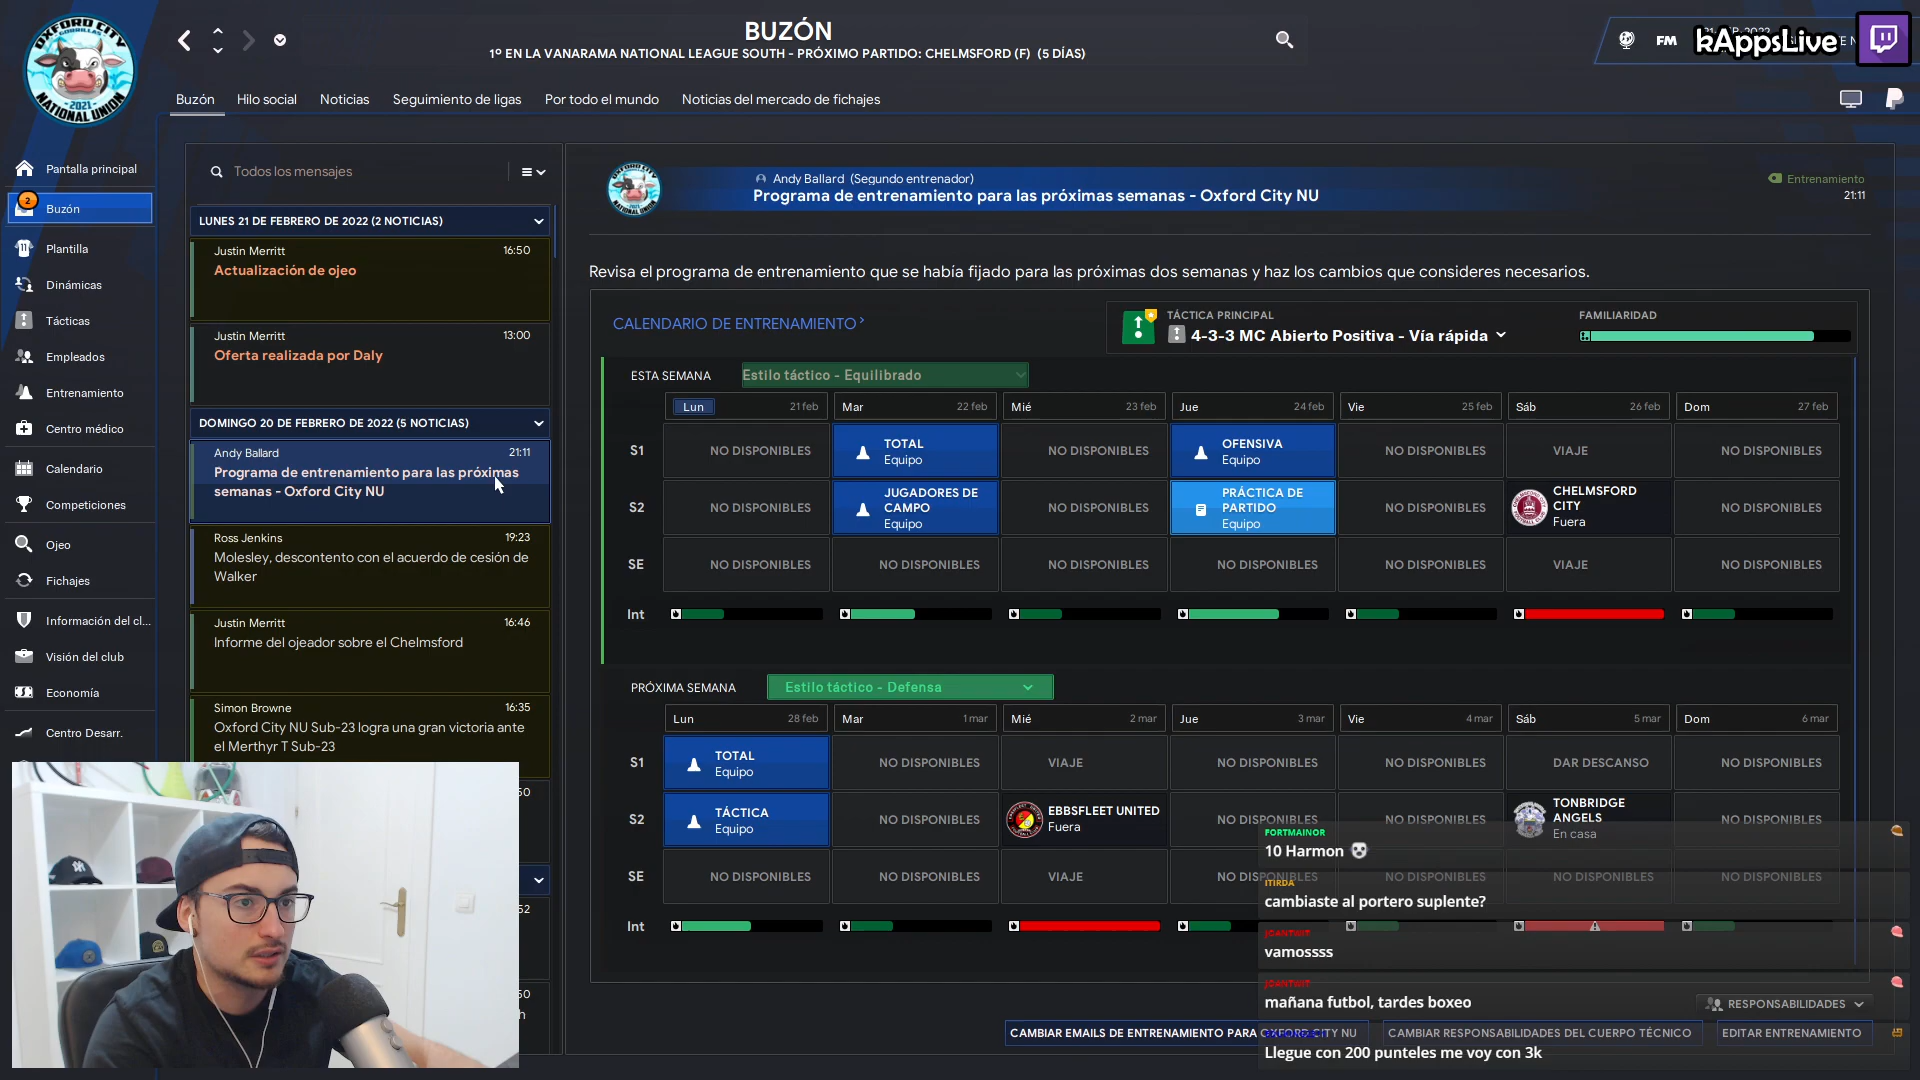 OXFORD CITY
GORRILLAS
2021
NATIONAL UNION
BUZÓN
1º EN LA VANARAMA NATIONAL LEAGUE SOUTH - PRÓXIMO PARTIDO: CHELMSFORD (F) (5 DÍAS)
FM
kAppsLive
Buzón
Hilo social
Noticias
Seguimiento de ligas
Por todo el mundo
Noticias del mercado de fichajes
Pantalla principal
2
Buzón
Plantilla
Dinámicas
Tácticas
Empleados
Entrenamiento
Centro médico
Calendario
Competiciones
Ojeo
Fichajes
Información del cl...
Visión del club
Economía
Centro Desarr.
Todos los mensajes
LUNES 21 DE FEBRERO DE 2022 (2 NOTICIAS)
Justin Merritt 16:50
Actualización de ojeo
Justin Merritt 13:00
Oferta realizada por Daly
DOMINGO 20 DE FEBRERO DE 2022 (5 NOTICIAS)
Andy Ballard 21:11
Programa de entrenamiento para las próximas
semanas - Oxford City NU
Ross Jenkins 19:23
Molesley, descontento con el acuerdo de cesión de
Walker
Justin Merritt 16:46
Informe del ojeador sobre el Chelmsford
Simon Browne 16:35
Oxford City NU Sub-23 logra una gran victoria ante
el Merthyr T Sub-23
Andy Ballard (Segundo entrenador)
Programa de entrenamiento para las próximas semanas - Oxford City NU
Entrenamiento
21:11
Revisa el programa de entrenamiento que se había fijado para las próximas dos semanas y haz los cambios que consideres necesarios.
CALENDARIO DE ENTRENAMIENTO >
TÁCTICA PRINCIPAL
4-3-3 MC Abierto Positiva - Vía rápida
FAMILIARIDAD
ESTA SEMANA
Estilo táctico - Equilibrado
Lun 21 feb Mar 22 feb Mié 23 feb Jue 24 feb Vie 25 feb Sáb 26 feb Dom 27 feb
S1 NO DISPONIBLES TOTAL Equipo NO DISPONIBLES OFENSIVA Equipo NO DISPONIBLES VIAJE NO DISPONIBLES
S2 NO DISPONIBLES JUGADORES DE CAMPO Equipo NO DISPONIBLES PRÁCTICA DE PARTIDO Equipo NO DISPONIBLES CHELMSFORD CITY Fuera NO DISPONIBLES
SE NO DISPONIBLES NO DISPONIBLES NO DISPONIBLES NO DISPONIBLES NO DISPONIBLES VIAJE NO DISPONIBLES
Int
PRÓXIMA SEMANA
Estilo táctico - Defensa
Lun 28 feb Mar 1 mar Mié 2 mar Jue 3 mar Vie 4 mar Sáb 5 mar Dom 6 mar
S1 TOTAL Equipo NO DISPONIBLES VIAJE NO DISPONIBLES NO DISPONIBLES DAR DESCANSO NO DISPONIBLES
S2 TÁCTICA Equipo NO DISPONIBLES EBBSFLEET UNITED Fuera NO DISPONIBLES NO DISPONIBLES TONBRIDGE ANGELS En casa NO DISPONIBLES
SE NO DISPONIBLES NO DISPONIBLES VIAJE NO DISPONIBLES NO DISPONIBLES NO DISPONIBLES NO DISPONIBLES
Int
FORTMAINOR
10 Harmon
ITIRDA
cambiaste al portero suplente?
vamossss
mañana futbol, tardes boxeo
Llegue con 200 punteles me voy con 3k
RESPONSABILIDADES
CAMBIAR EMAILS DE ENTRENAMIENTO PARA OXFORD CITY NU
CAMBIAR RESPONSABILIDADES DEL CUERPO TÉCNICO
EDITAR ENTRENAMIENTO